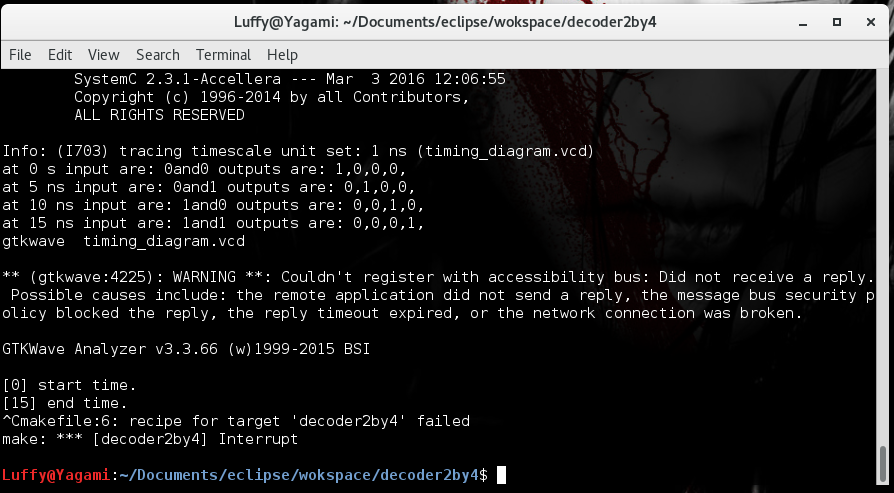 Luffy@Yagami: ~/Documents/eclipse/wokspace/decoder2by4
File Edit View Search Terminal Help
SystemC 2.3.1-Accellera --- Mar  3 2016 12:06:55
Copyright (c) 1996-2014 by all Contributors,
ALL RIGHTS RESERVED
Info: (I703) tracing timescale unit set: 1 ns (timing_diagram.vcd)
at 0 s input are: 0and0 outputs are: 1,0,0,0,
at 5 ns input are: 0and1 outputs are: 0,1,0,0,
at 10 ns input are: 1and0 outputs are: 0,0,1,0,
at 15 ns input are: 1and1 outputs are: 0,0,0,1,
gtkwave  timing_diagram.vcd
** (gtkwave:4225): WARNING **: Couldn't register with accessibility bus: Did not receive a reply.
 Possible causes include: the remote application did not send a reply, the message bus security p
olicy blocked the reply, the reply timeout expired, or the network connection was broken.
GTKWave Analyzer v3.3.66 (w)1999-2015 BSI
[0] start time.
[15] end time.
^Cmakefile:6: recipe for target 'decoder2by4' failed
make: *** [decoder2by4] Interrupt
Luffy@Yagami:~/Documents/eclipse/wokspace/decoder2by4$